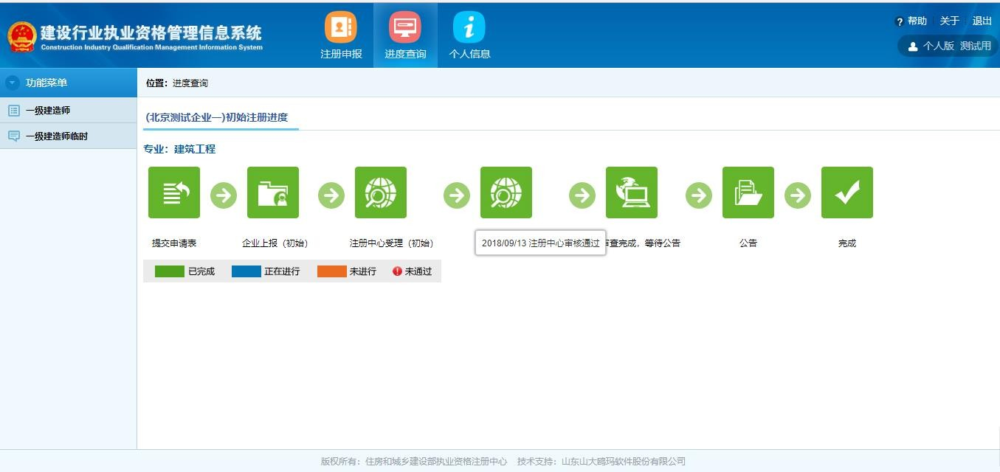 建设行业执业资格管理信息系统
Construction Industry Qualification Management Information System
注册申报
进度查询
个人信息
? 帮助 关于 退出
个人版 测试用
功能菜单
一级建造师
一级建造师临时
位置：进度查询
(北京测试企业一)初始注册进度
专业：建筑工程
提交申请表
企业上报（初始）
注册中心受理（初始）
2018/09/13 注册中心审核通过
审查完成，等待公告
公告
完成
已完成 正在进行 未进行 未通过
版权所有：住房和城乡建设部执业资格注册中心 技术支持：山东山大鸥玛软件股份有限公司